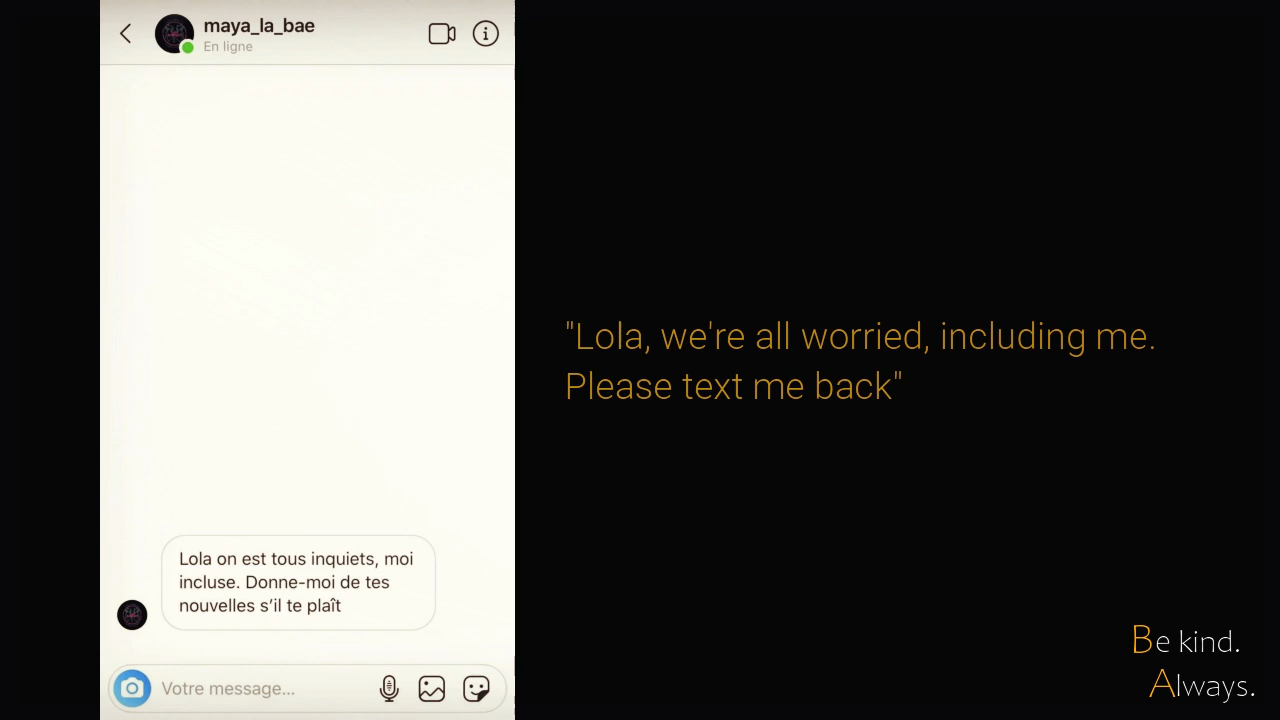 maya_la_bae
En ligne
Lola on est tous inquiets, moi
incluse. Donne-moi de tes
nouvelles s'il te plaît
Votre message...
"Lola, we're all worried, including me.
Please text me back"
Be kind.
Always.